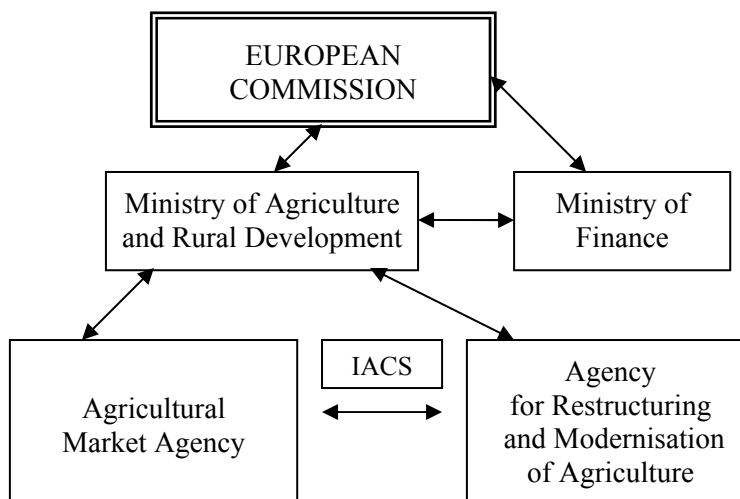 EUROPEAN
COMMISSION
Ministry of Agriculture
and Rural Development
Ministry of
Finance
Agricultural
Market Agency
IACS
Agency
for Restructuring
and Modernisation
of Agriculture